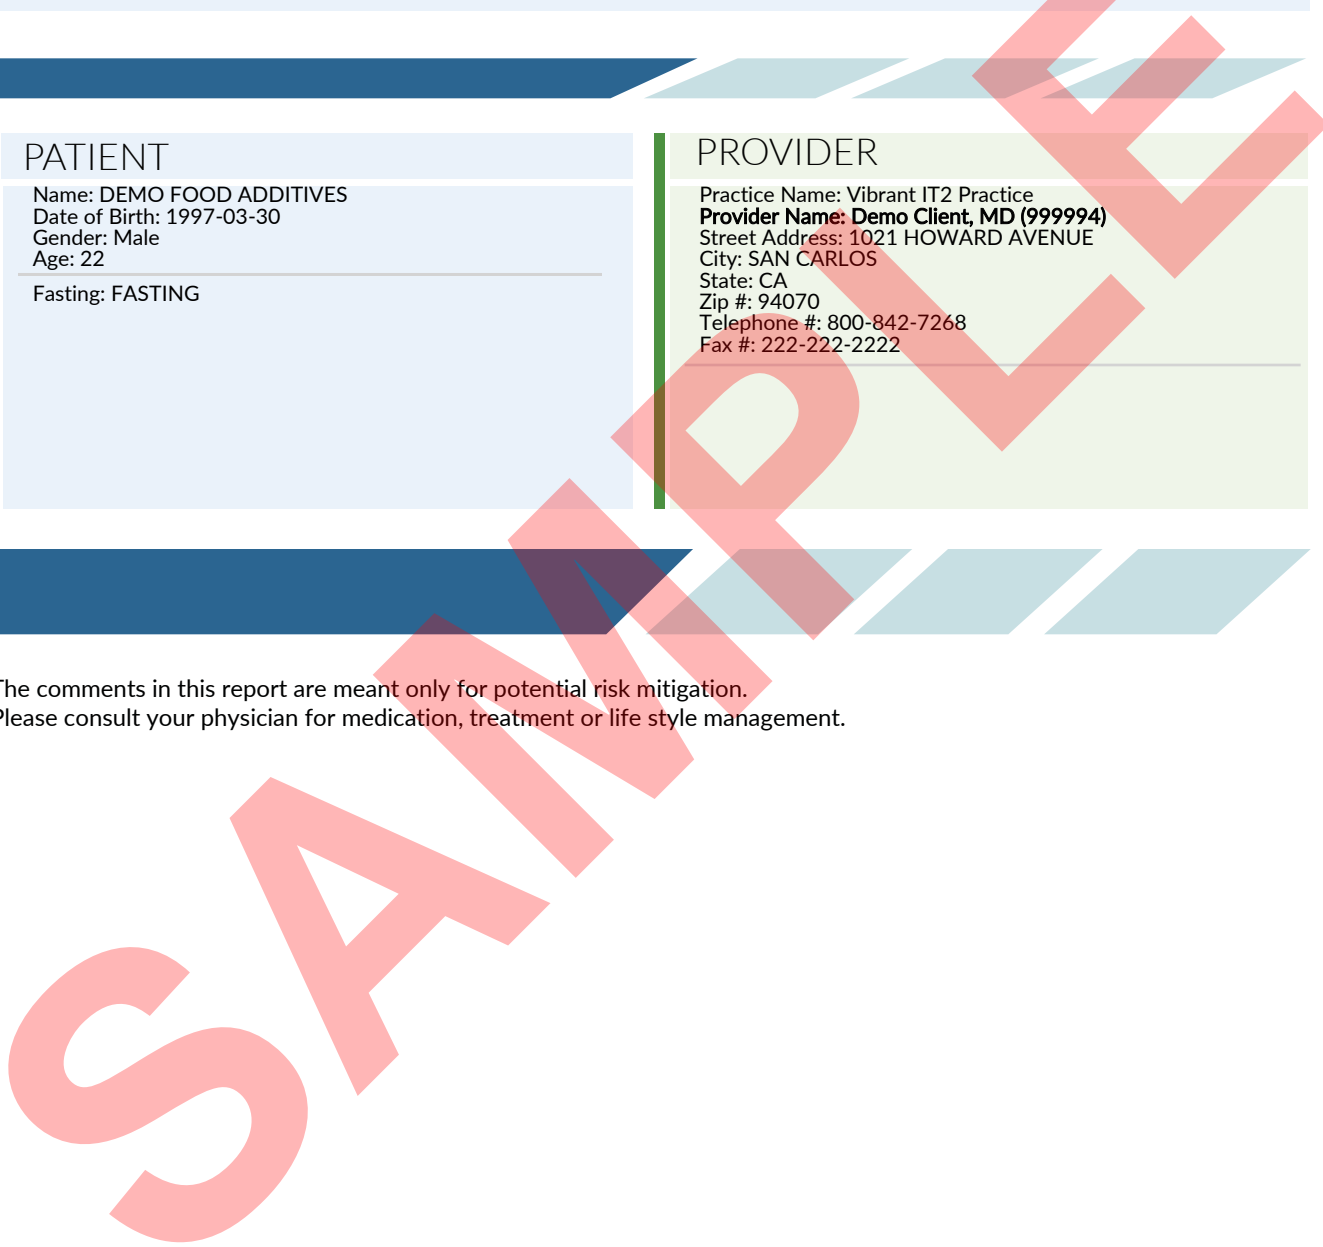 PATIENT
Name: DEMO FOOD ADDITIVES
Date of Birth: 1997-03-30
Gender: Male
Age: 22
Fasting: FASTING
PROVIDER
Practice Name: Vibrant IT2 Practice
Provider Name: Demo Client, MD (999994)
Street Address: 1021 HOWARD AVENUE
City: SAN CARLOS
State: CA
Zip #: 94070
Telephone #: 800-842-7268
Fax #: 222-222-2222
The comments in this report are meant only for potential risk mitigation.
Please consult your physician for medication, treatment or life style management.
SAMPLE